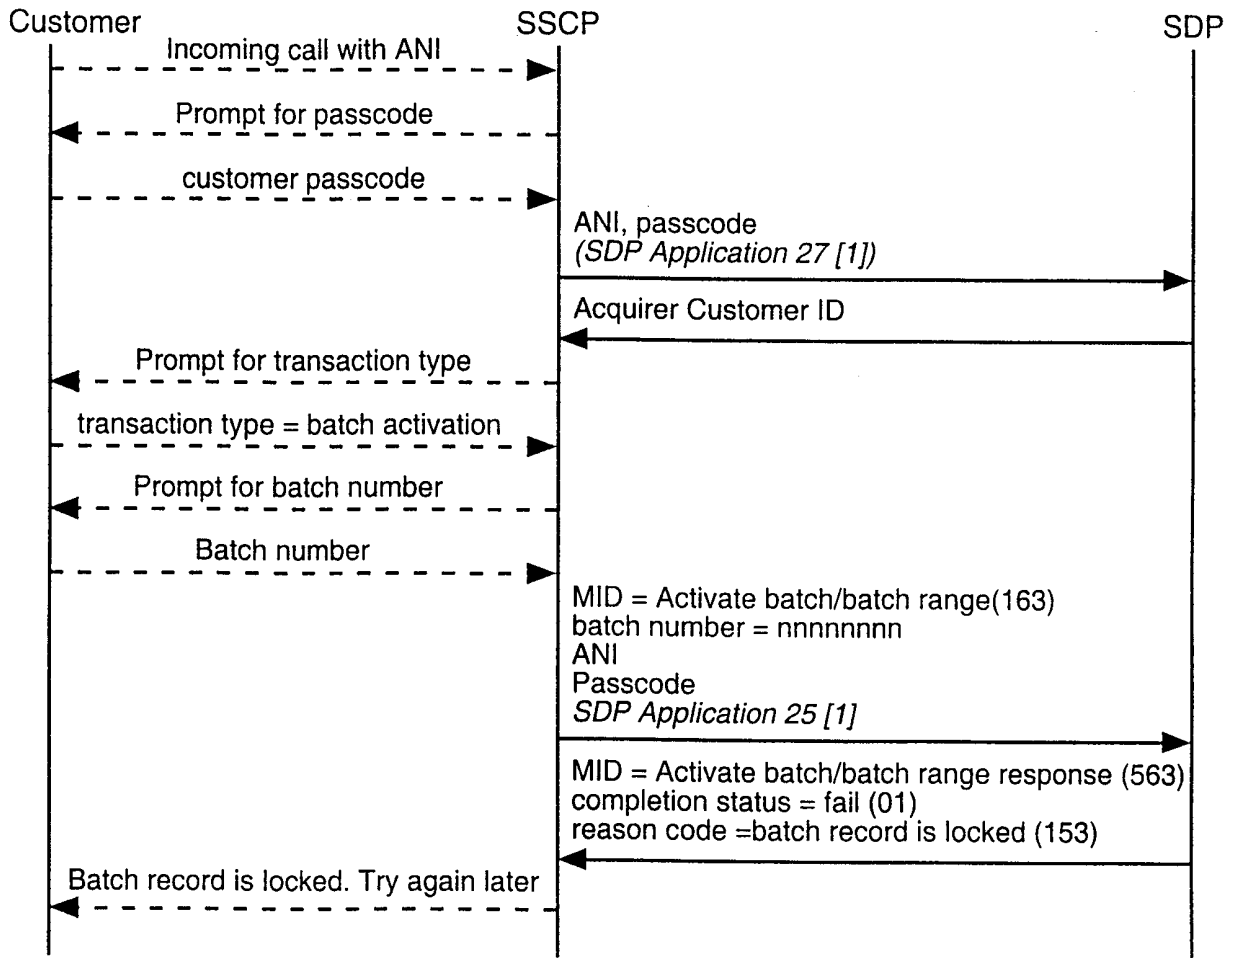 Customer
SSCP
SDP
Incoming call with ANI
Prompt for passcode
customer passcode
ANI, passcode
(SDP Application 27 [1])
Acquirer Customer ID
Prompt for transaction type
transaction type = batch activation
Prompt for batch number
Batch number
MID = Activate batch/batch range(163)
batch number = nnnnnnnn
ANI
Passcode
SDP Application 25 [1]
MID = Activate batch/batch range response (563)
completion status = fail (01)
reason code =batch record is locked (153)
Batch record is locked. Try again later